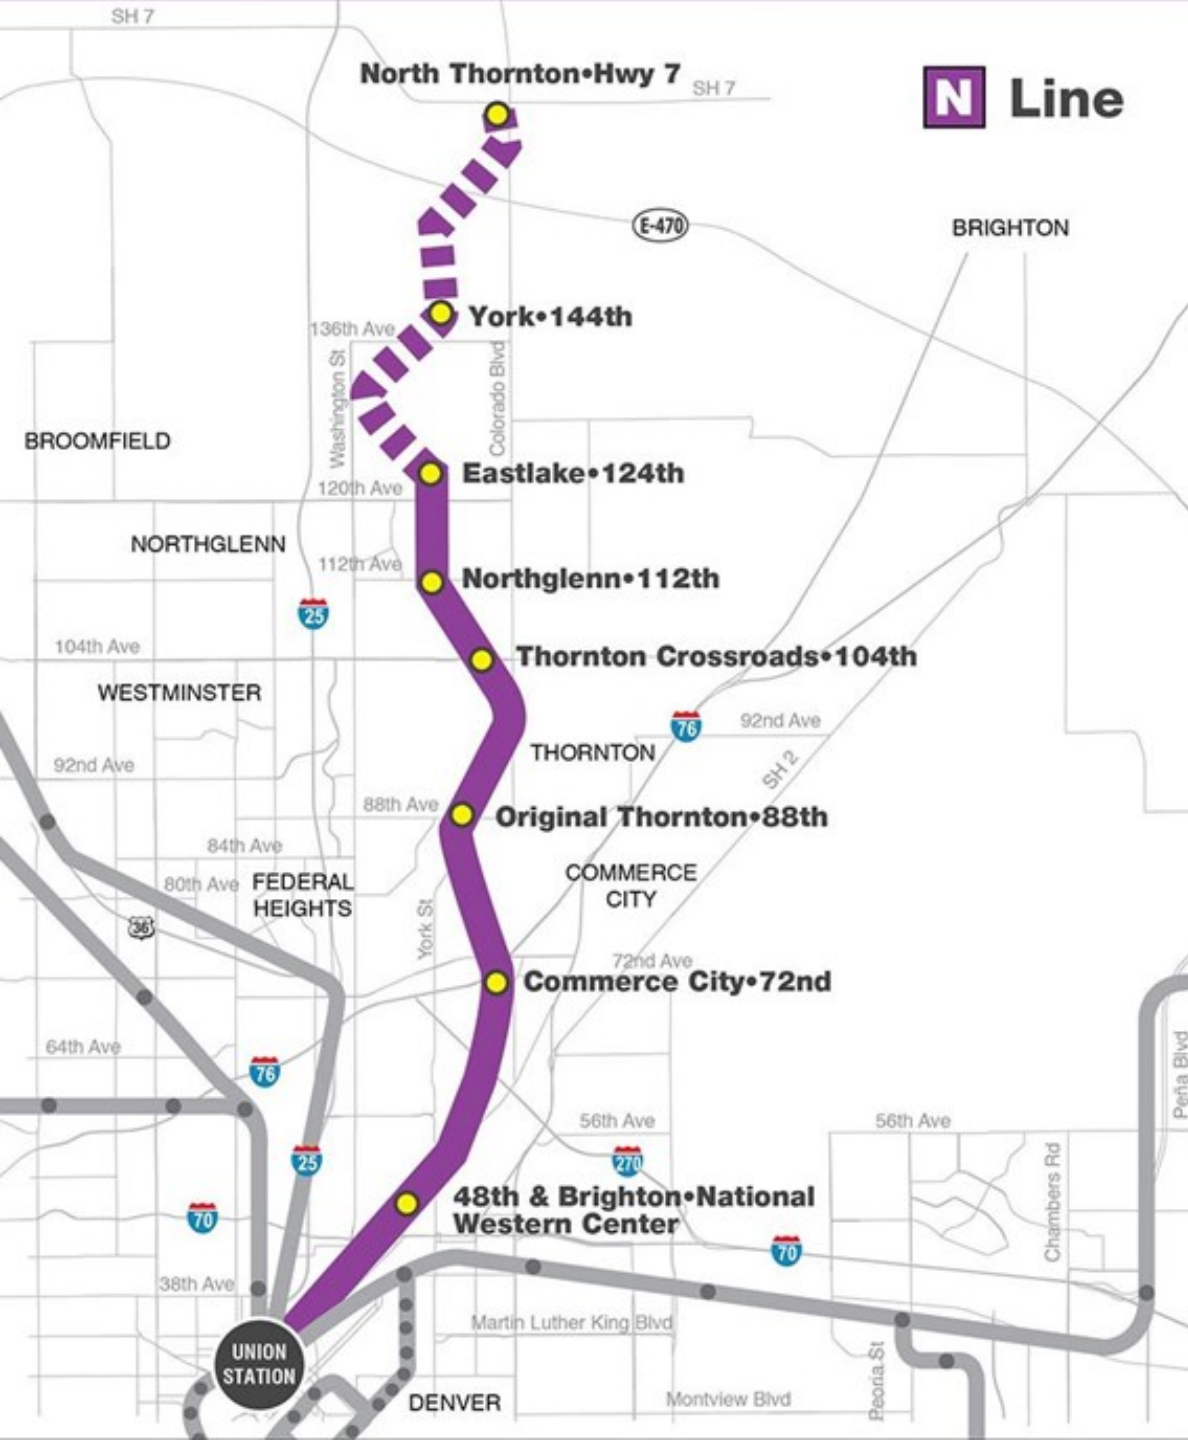 SH 7
North Thornton•Hwy 7
SH 7
N Line
E-470
BRIGHTON
York•144th
136th Ave
Washington St
Colorado Blvd
BROOMFIELD
Eastlake•124th
120th Ave
NORTHGLENN
112th Ave
Northglenn•112th
25
104th Ave
Thornton Crossroads•104th
WESTMINSTER
76
92nd Ave
THORNTON
92nd Ave
SH 2
88th Ave
Original Thornton•88th
84th Ave
80th Ave
FEDERAL
HEIGHTS
COMMERCE
CITY
36
York St
72nd Ave
Commerce City•72nd
64th Ave
76
Peña Blvd
56th Ave
56th Ave
25
270
Chambers Rd
48th & Brighton•National
Western Center
70
70
38th Ave
Martin Luther King Blvd
UNION
STATION
Peoria St
DENVER
Montview Blvd